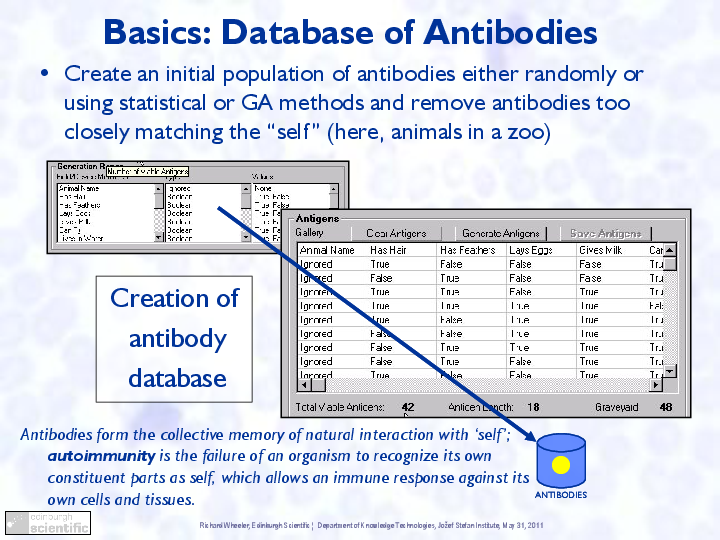 Basics: Database of Antibodies
• Create an initial population of antibodies either randomly or
using statistical or GA methods and remove antibodies too
closely matching the “self” (here, animals in a zoo)
Generation Range
Number of Viable Antigens
Values
Animal Name Ignored None
Has Hair Boolean True False
Has Feathers Boolean True False
Lays Eggs Boolean True False
Gives Milk Boolean True False
Can Fly Boolean True False
Lives in Water Boolean True False
Antigens
Gallery Clear Antigens Generate Antigens Save Antigens
Animal Name Has Hair Has Feathers Lays Eggs Gives Milk Can
Ignored True False False False Tru
Ignored False True False False Tru
Ignored True True False True Tru
Ignored True True True True Fal
Ignored True True True
Ignored True True True
Ignored False True True
Ignored False True False True Tru
Ignored True True False True Tru
Total Viable Antigens: 42 Antigen Length: 18 Graveyard 48
Creation of
antibody
database
Antibodies form the collective memory of natural interaction with ‘self’;
autoimmunity is the failure of an organism to recognize its own
constituent parts as self, which allows an immune response against its
own cells and tissues.
ANTIBODIES
edinburgh
scientific
Richard Wheeler, Edinburgh Scientific ¦ Department of Knowledge Technologies, Jožef Stefan Institute, May 31, 2011